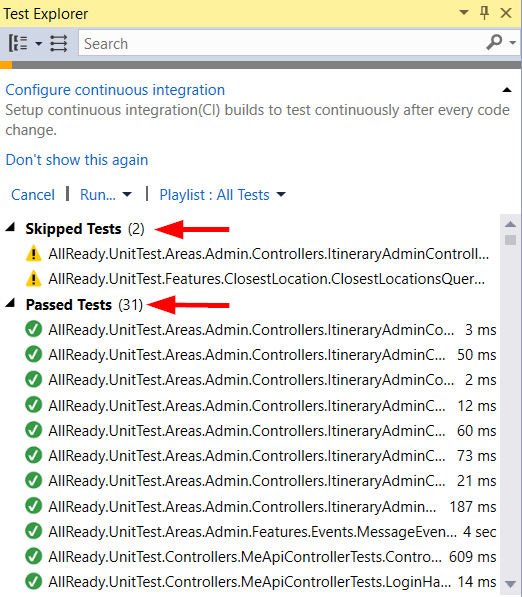 Test Explorer
Search
Configure continuous integration
Setup continuous integration(CI) builds to test continuously after every code
change.
Don't show this again
Cancel | Run... | Playlist : All Tests
Skipped Tests (2)
AllReady.UnitTest.Areas.Admin.Controllers.ItineraryAdminControll...
AllReady.UnitTest.Features.ClosestLocation.ClosestLocationsQuer...
Passed Tests (31)
AllReady.UnitTest.Areas.Admin.Controllers.ItineraryAdminCo... 3 ms
AllReady.UnitTest.Areas.Admin.Controllers.ItineraryAdminC... 50 ms
AllReady.UnitTest.Areas.Admin.Controllers.ItineraryAdminCo... 2 ms
AllReady.UnitTest.Areas.Admin.Controllers.ItineraryAdminC... 12 ms
AllReady.UnitTest.Areas.Admin.Controllers.ItineraryAdminC... 60 ms
AllReady.UnitTest.Areas.Admin.Controllers.ItineraryAdminC... 73 ms
AllReady.UnitTest.Areas.Admin.Controllers.ItineraryAdminC... 21 ms
AllReady.UnitTest.Areas.Admin.Controllers.ItineraryAdmin... 187 ms
AllReady.UnitTest.Areas.Admin.Features.Events.MessageEven... 4 sec
AllReady.UnitTest.Controllers.MeApiControllerTests.Contro... 609 ms
AllReady.UnitTest.Controllers.MeApiControllerTests.LoginHa... 14 ms